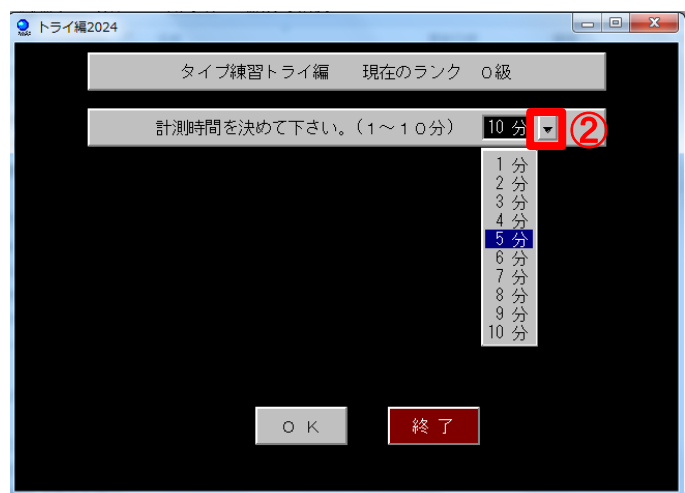 トライ編2024
タイプ練習トライ編　現在のランク　０級
計測時間を決めて下さい。（１～１０分）　10 分 ②
1 分
2 分
3 分
4 分
5 分
6 分
7 分
8 分
9 分
10 分
ＯＫ　終了